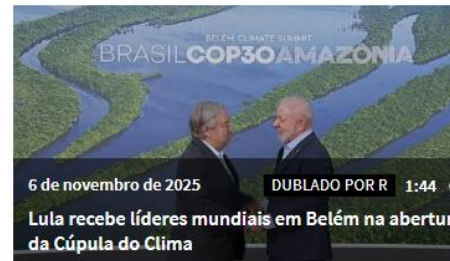 BELÉM CLIMATE SUMMIT
BRASIL COP30 AMAZÔNIA
6 de novembro de 2025 DUBLADO POR R 1:44
Lula recebe líderes mundiais em Belém na abertur
da Cúpula do Clima